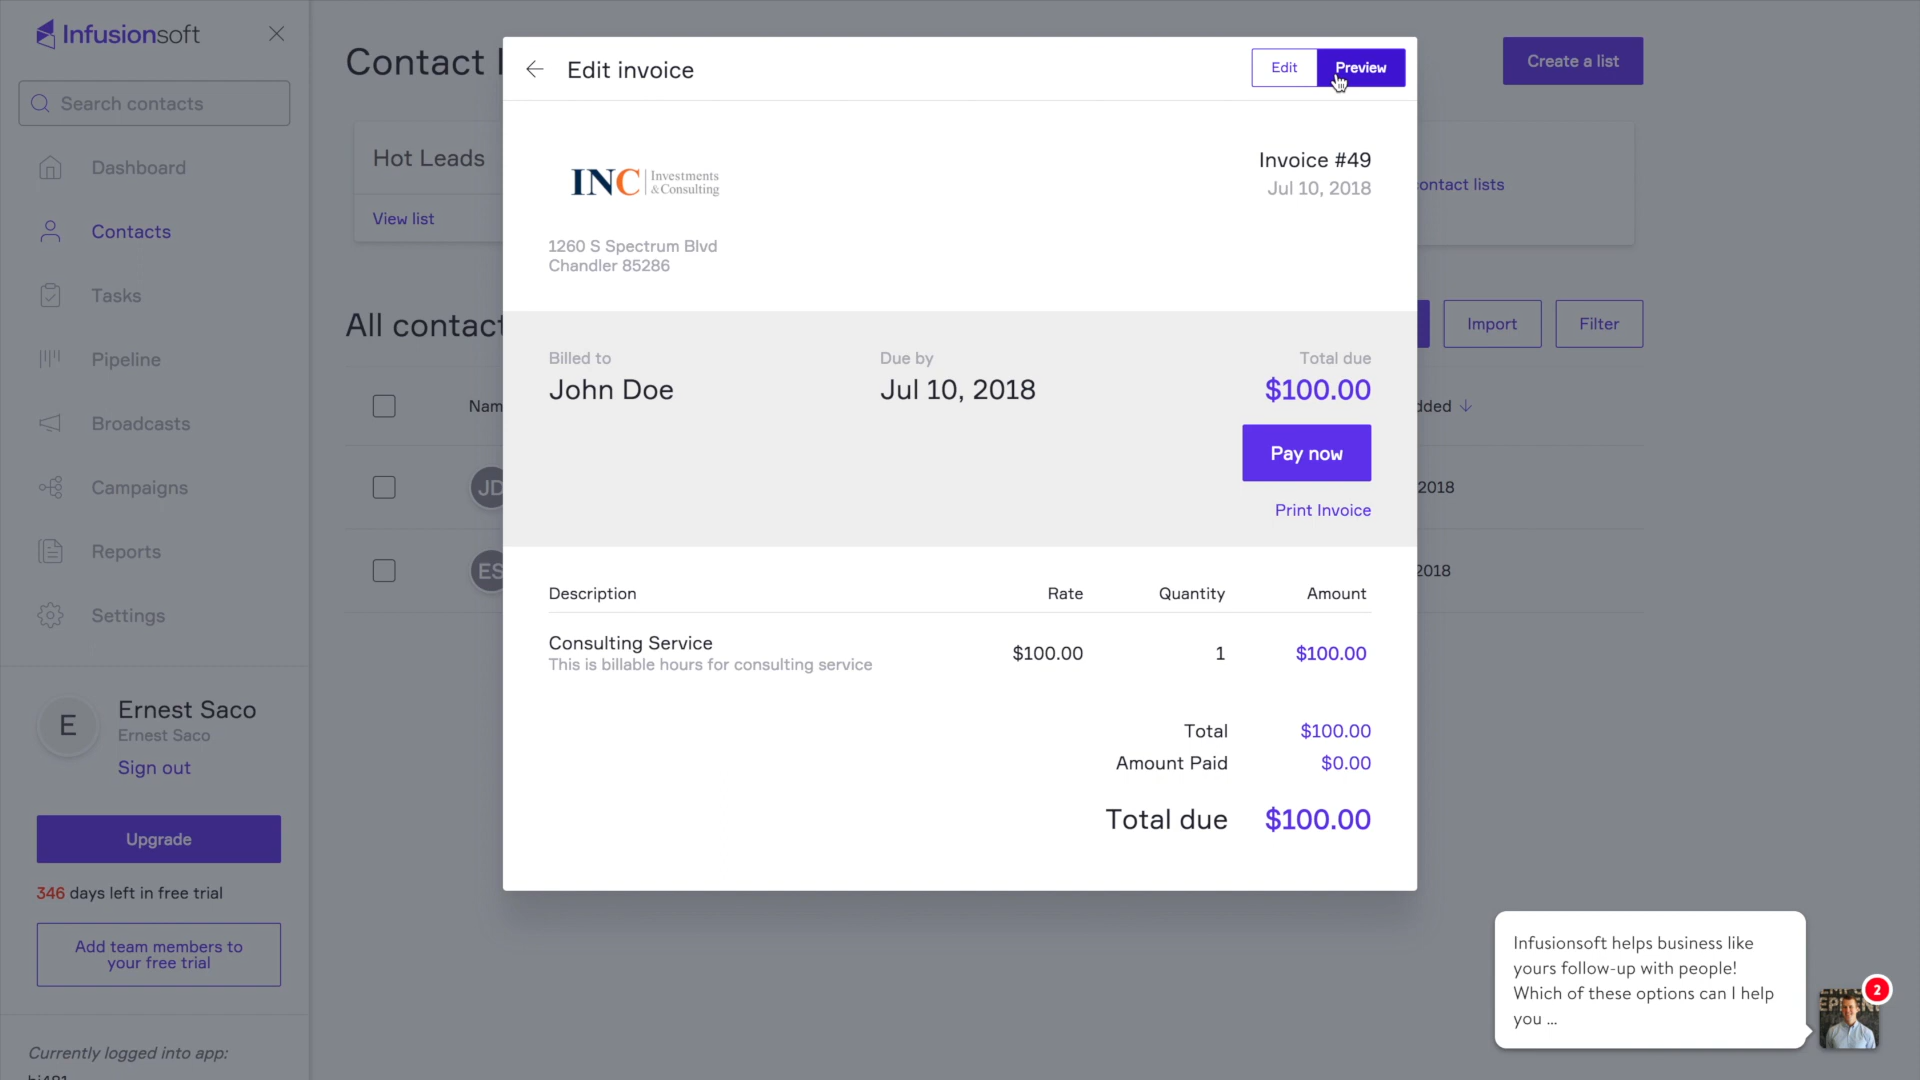 Infusionsoft
Search contacts
Dashboard
Contacts
Tasks
Pipeline
Broadcasts
Campaigns
Reports
Settings
E
Ernest Saco
Ernest Saco
Sign out
Upgrade
346 days left in free trial
Add team members to
your free trial
Currently logged into app:
Contact
Create a list
Hot Leads
View list
contact lists
All contact
Import
Filter
Nam
dded
JD
2018
ES
2018
Edit invoice
Edit
Preview
INC Investments
&Consulting
Invoice #49
Jul 10, 2018
1260 S Spectrum Blvd
Chandler 85286
Billed to
John Doe
Due by
Jul 10, 2018
Total due
$100.00
Pay now
Print Invoice
Description Rate Quantity Amount
Consulting Service
This is billable hours for consulting service
$100.00 1 $100.00
Total $100.00
Amount Paid $0.00
Total due $100.00
Infusionsoft helps business like
yours follow-up with people!
Which of these options can I help
you ...
2